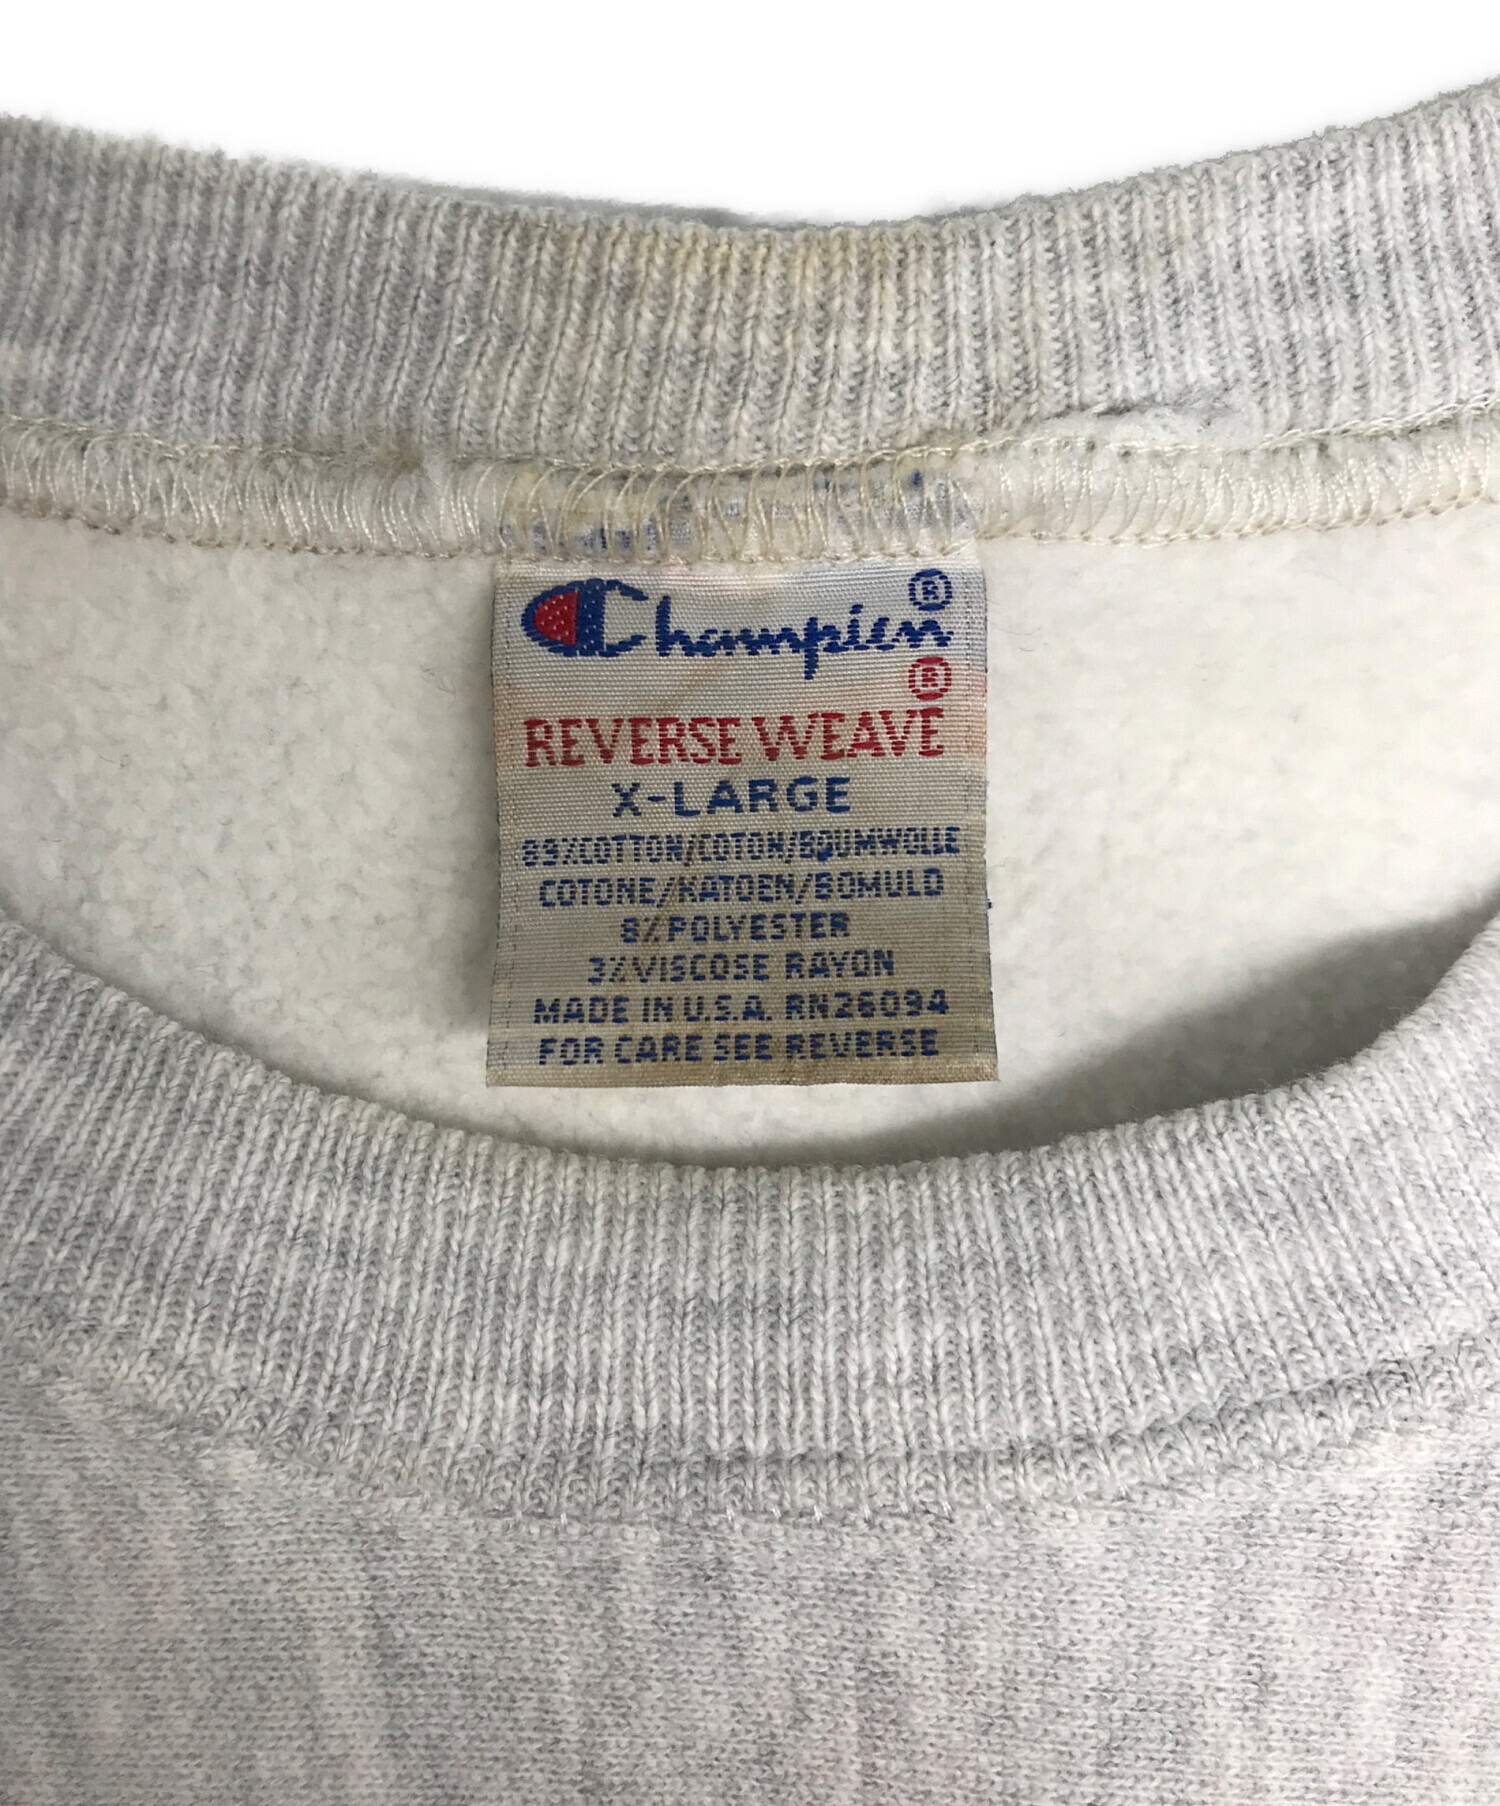 Champion ®
®
REVERSE WEAVE
X-LARGE
89%COTTON/COTON/BOUMWOLLE
COTONE/KATOEN/BOMULD
8% POLYESTER
3% VISCOSE RAYON
MADE IN U.S.A. RN26094
FOR CARE SEE REVERSE